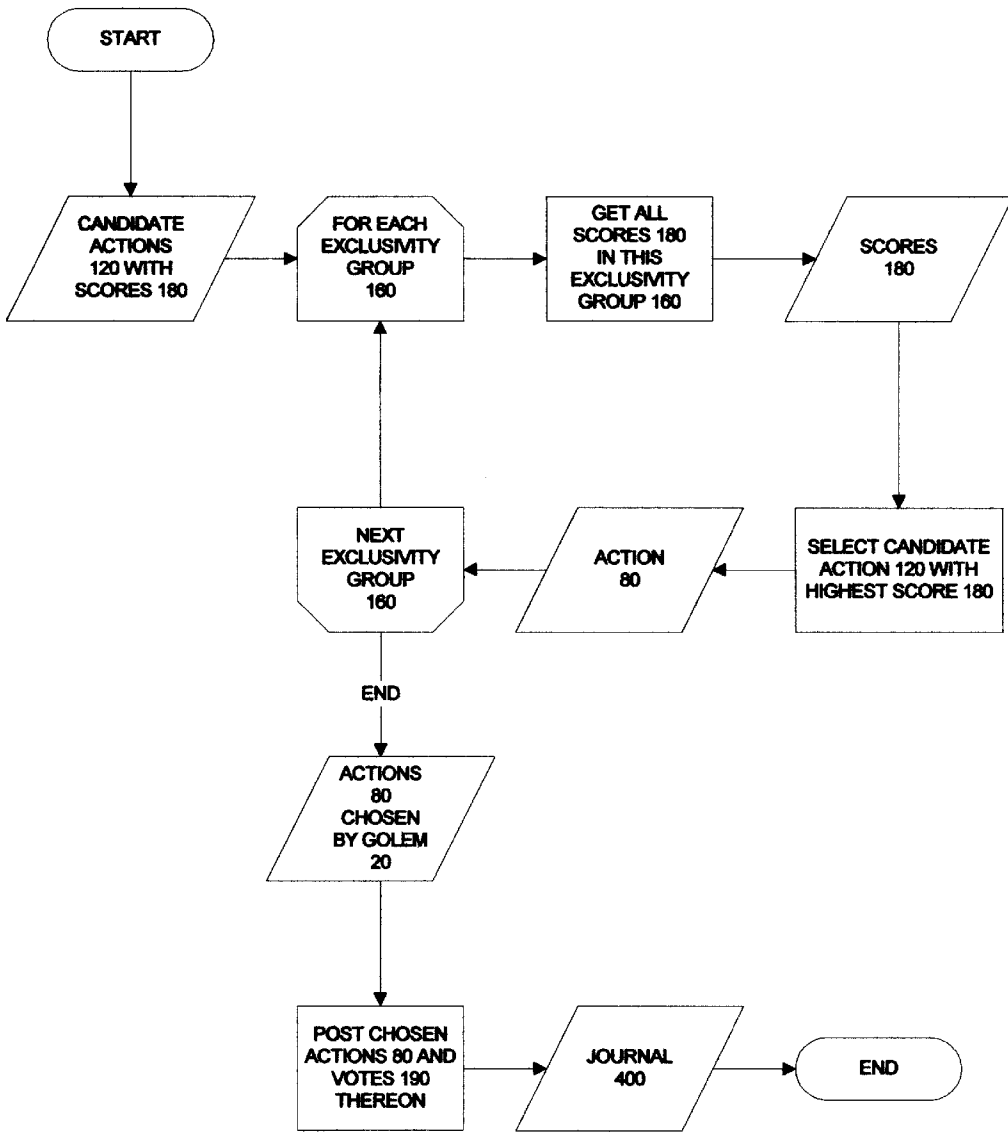 START
CANDIDATE
ACTIONS
120 WITH
SCORES 180
FOR EACH
EXCLUSIVITY
GROUP
160
GET ALL
SCORES 180
IN THIS
EXCLUSIVITY
GROUP 160
SCORES
180
SELECT CANDIDATE
ACTION 120 WITH
HIGHEST SCORE 180
ACTION
80
NEXT
EXCLUSIVITY
GROUP
160
END
ACTIONS
80
CHOSEN
BY GOLEM
20
POST CHOSEN
ACTIONS 80 AND
VOTES 190
THEREON
JOURNAL
400
END